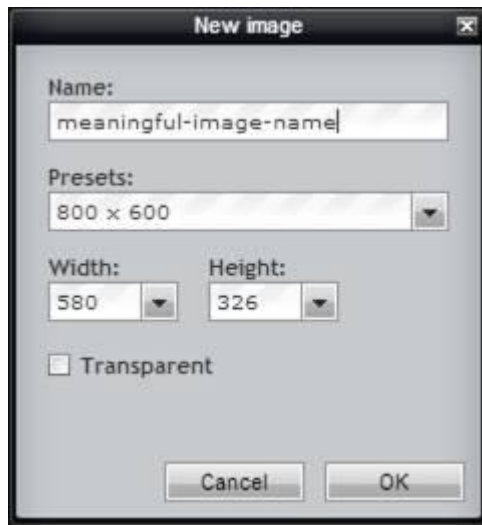 New image
Name:
meaningful-image-name
Presets:
800 x 600
Width: Height:
580 326
Transparent
Cancel OK